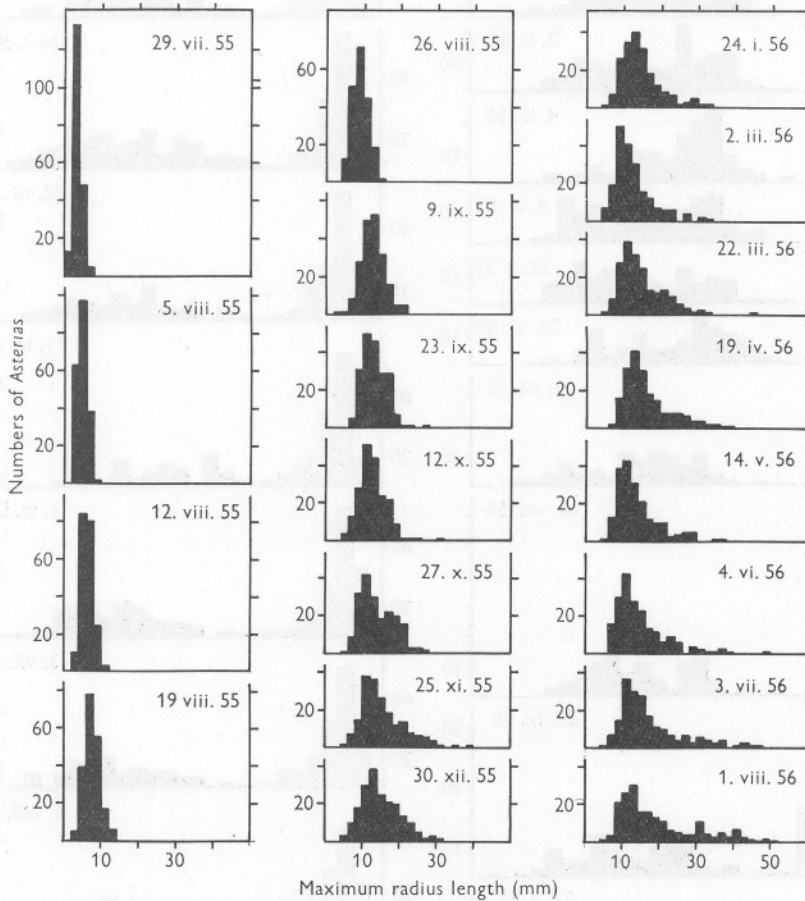 Numbers of Asterias
29. vii. 55
100
60
20
5. viii. 55
60
20
12. viii. 55
60
20
19 viii. 55
60
20
10 30
26. viii. 55
60
20
9. ix. 55
20
23. ix. 55
20
12. x. 55
20
27. x. 55
20
25. xi. 55
20
30. xii. 55
20
10 30
24. i. 56
20
2. iii. 56
20
22. iii. 56
20
19. iv. 56
20
14. v. 56
20
4. vi. 56
20
3. vii. 56
20
1. viii. 56
20
10 30 50
Maximum radius length (mm)